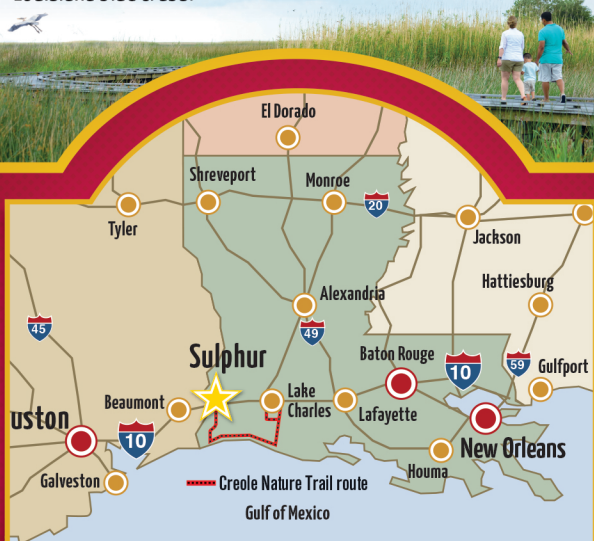 El Dorado
Shreveport
Monroe
20
Tyler
Jackson
Hattiesburg
Alexandria
45
49
Sulphur
Baton Rouge
10
59
Gulfport
Beaumont
Lake
Charles
Lafayette
uston
10
New Orleans
Houma
Galveston
Creole Nature Trail route
Gulf of Mexico